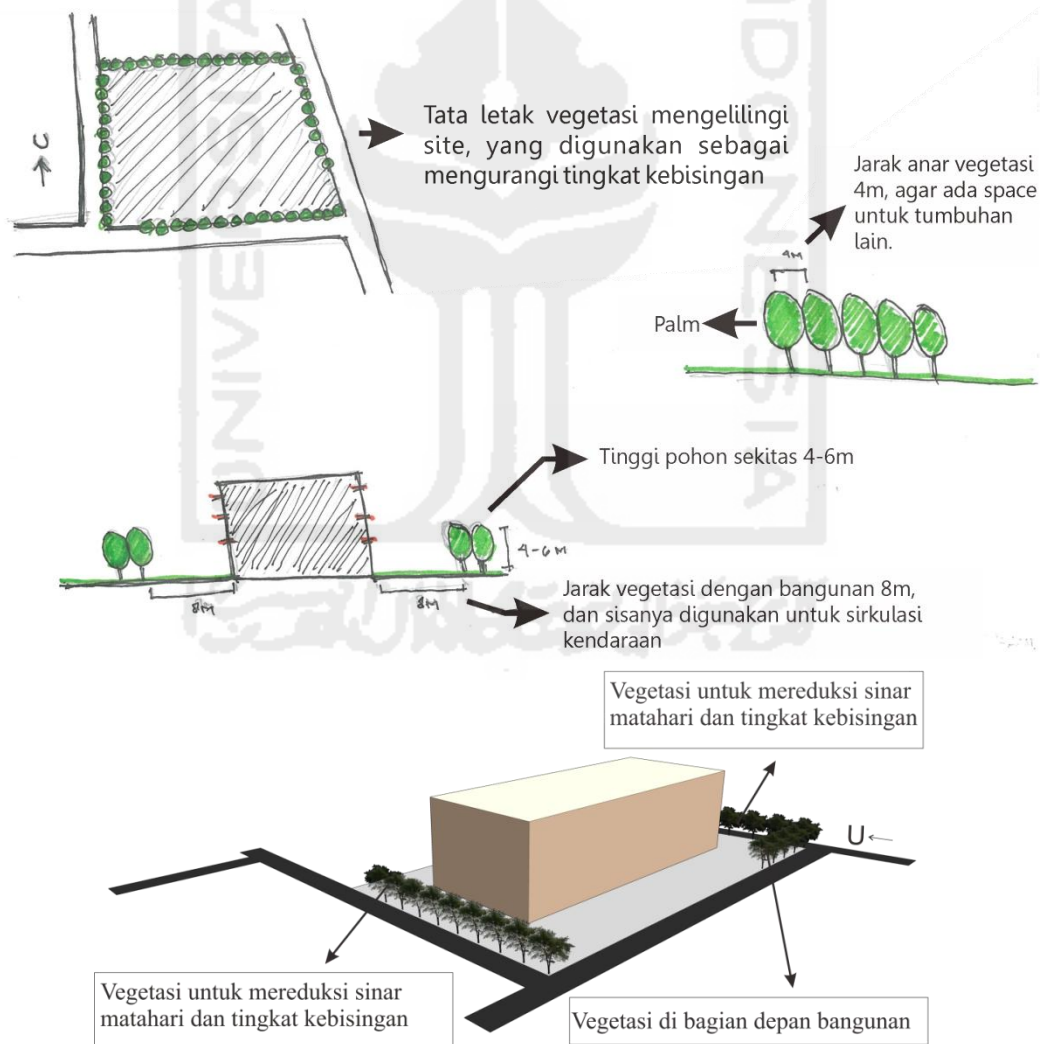 UNIVERSITAS
INDONESIA
Tata letak vegetasi mengelilingi
site, yang digunakan sebagai
mengurangi tingkat kebisingan
Jarak anar vegetasi
4m, agar ada space
untuk tumbuhan
lain.
4M
Palm
Tinggi pohon sekitas 4-6m
4-6M
8M
8M
Jarak vegetasi dengan bangunan 8m,
dan sisanya digunakan untuk sirkulasi
kendaraan
Vegetasi untuk mereduksi sinar
matahari dan tingkat kebisingan
U
Vegetasi untuk mereduksi sinar
matahari dan tingkat kebisingan
Vegetasi di bagian depan bangunan